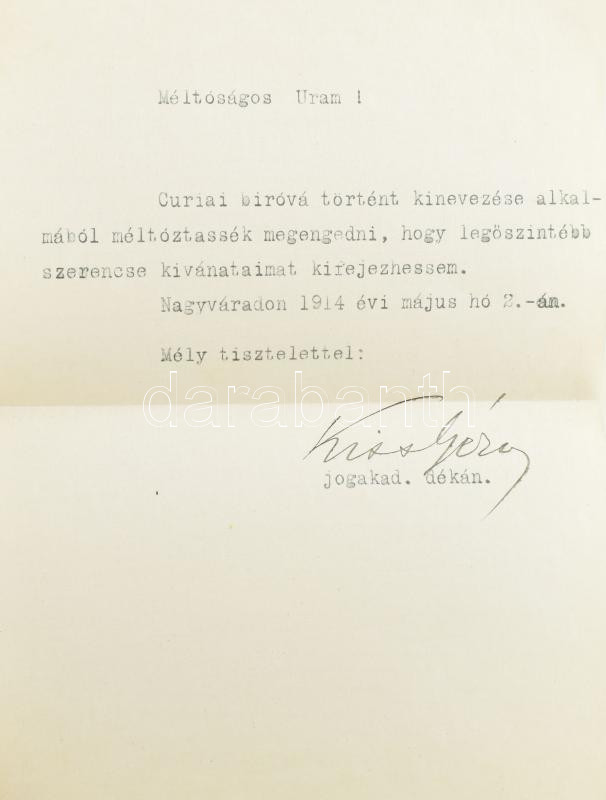 Méltóságos Uram !
Curiai biróvá történt kinevezése alkal-
mából méltóztassék megengedni, hogy legöszintébb
szerencse kivánataimat kifejezhessem.
Nagyváradon 1914 évi május hó 2.-án.
Mély tisztelettel:
darabanth
Kiss Géza
jogakad. dékán.